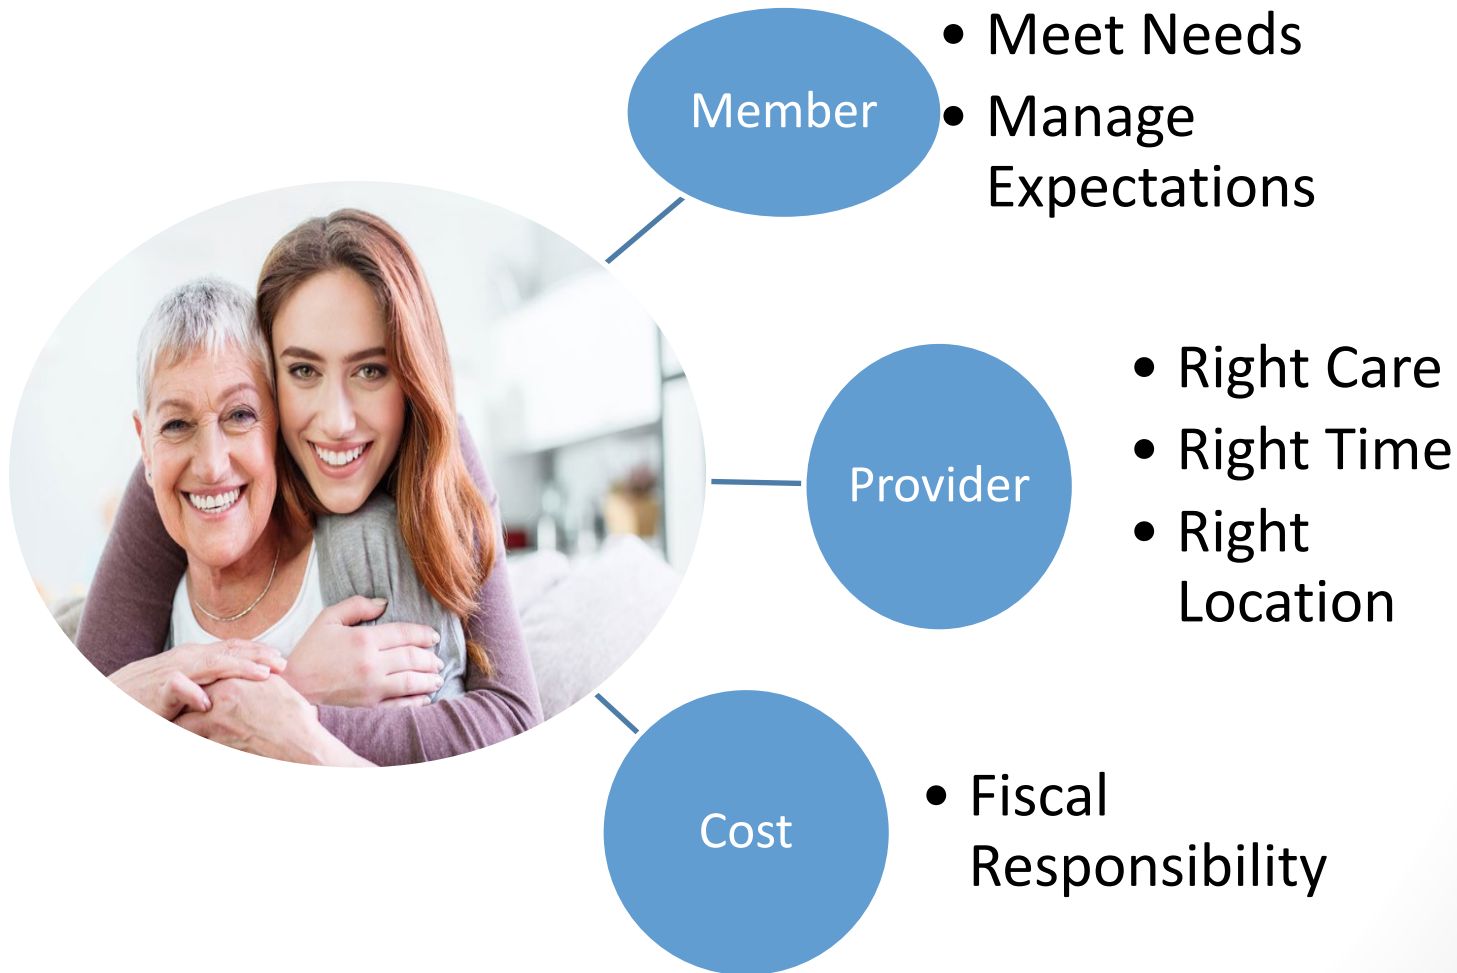 Member
• Meet Needs
• Manage
Expectations
Provider
• Right Care
• Right Time
• Right
Location
Cost
• Fiscal
Responsibility